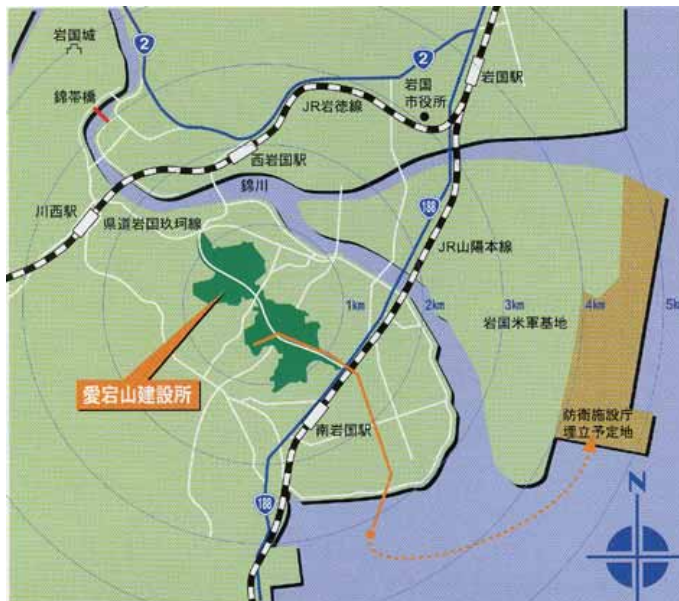 岩国城
2
2
岩国駅
錦帯橋
岩国
市役所
JR岩徳線
西岩国駅
錦川
川西駅
県道岩国玖珂線
188
JR山陽本線
1km
2km
3km
4km
5k
岩国米軍基地
愛宕山建設所
南岩国駅
防衛施設庁
埋立予定地
188
N